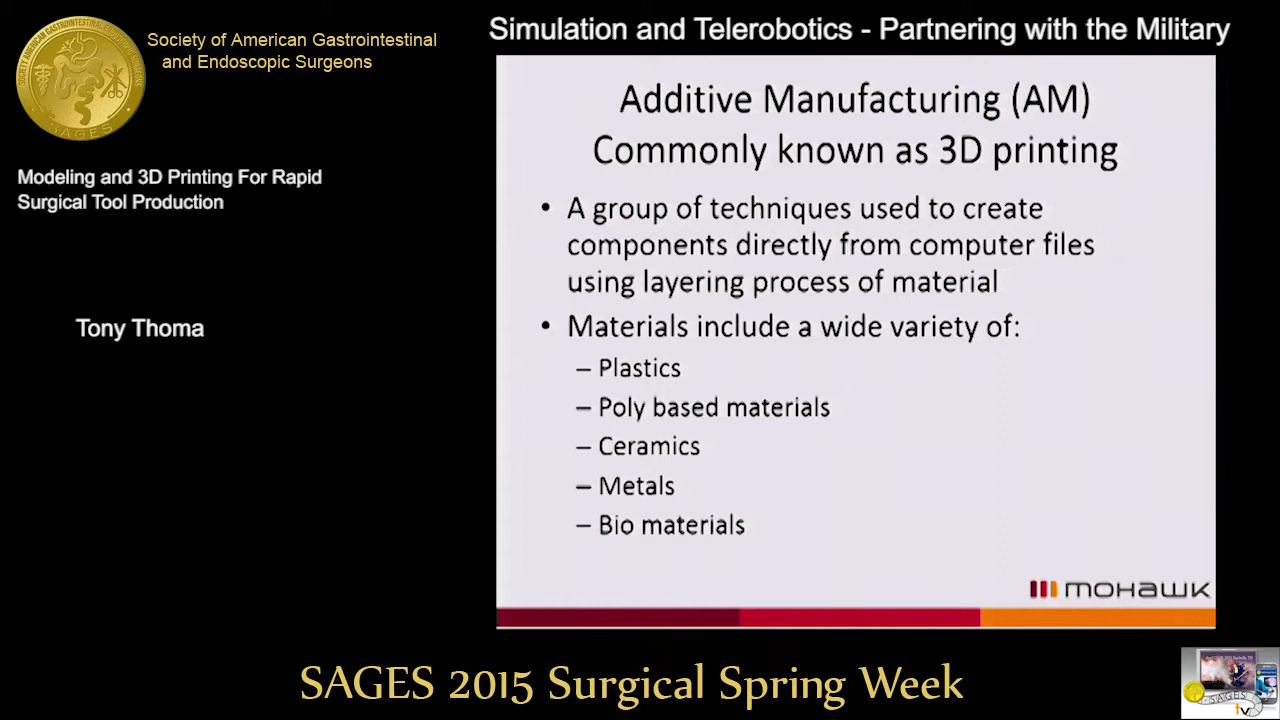 Society of American Gastrointestinal
and Endoscopic Surgeons
SAGES
Simulation and Telerobotics - Partnering with the Military
Modeling and 3D Printing For Rapid
Surgical Tool Production
Tony Thoma
Additive Manufacturing (AM)
Commonly known as 3D printing
• A group of techniques used to create
components directly from computer files
using layering process of material
• Materials include a wide variety of:
– Plastics
– Poly based materials
– Ceramics
– Metals
– Bio materials
MOHAWK
SAGES 2015 Surgical Spring Week
SAGES
tv